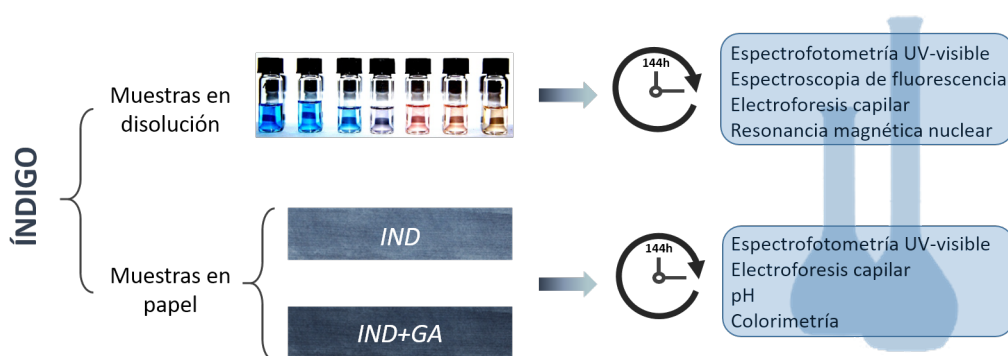 ÍNDIGO
Muestras en
disolución
144h
Espectrofotometría UV-visible
Espectroscopia de fluorescencia
Electroforesis capilar
Resonancia magnética nuclear
Muestras en
papel
IND
IND+GA
144h
Espectrofotometría UV-visible
Electroforesis capilar
pH
Colorimetría